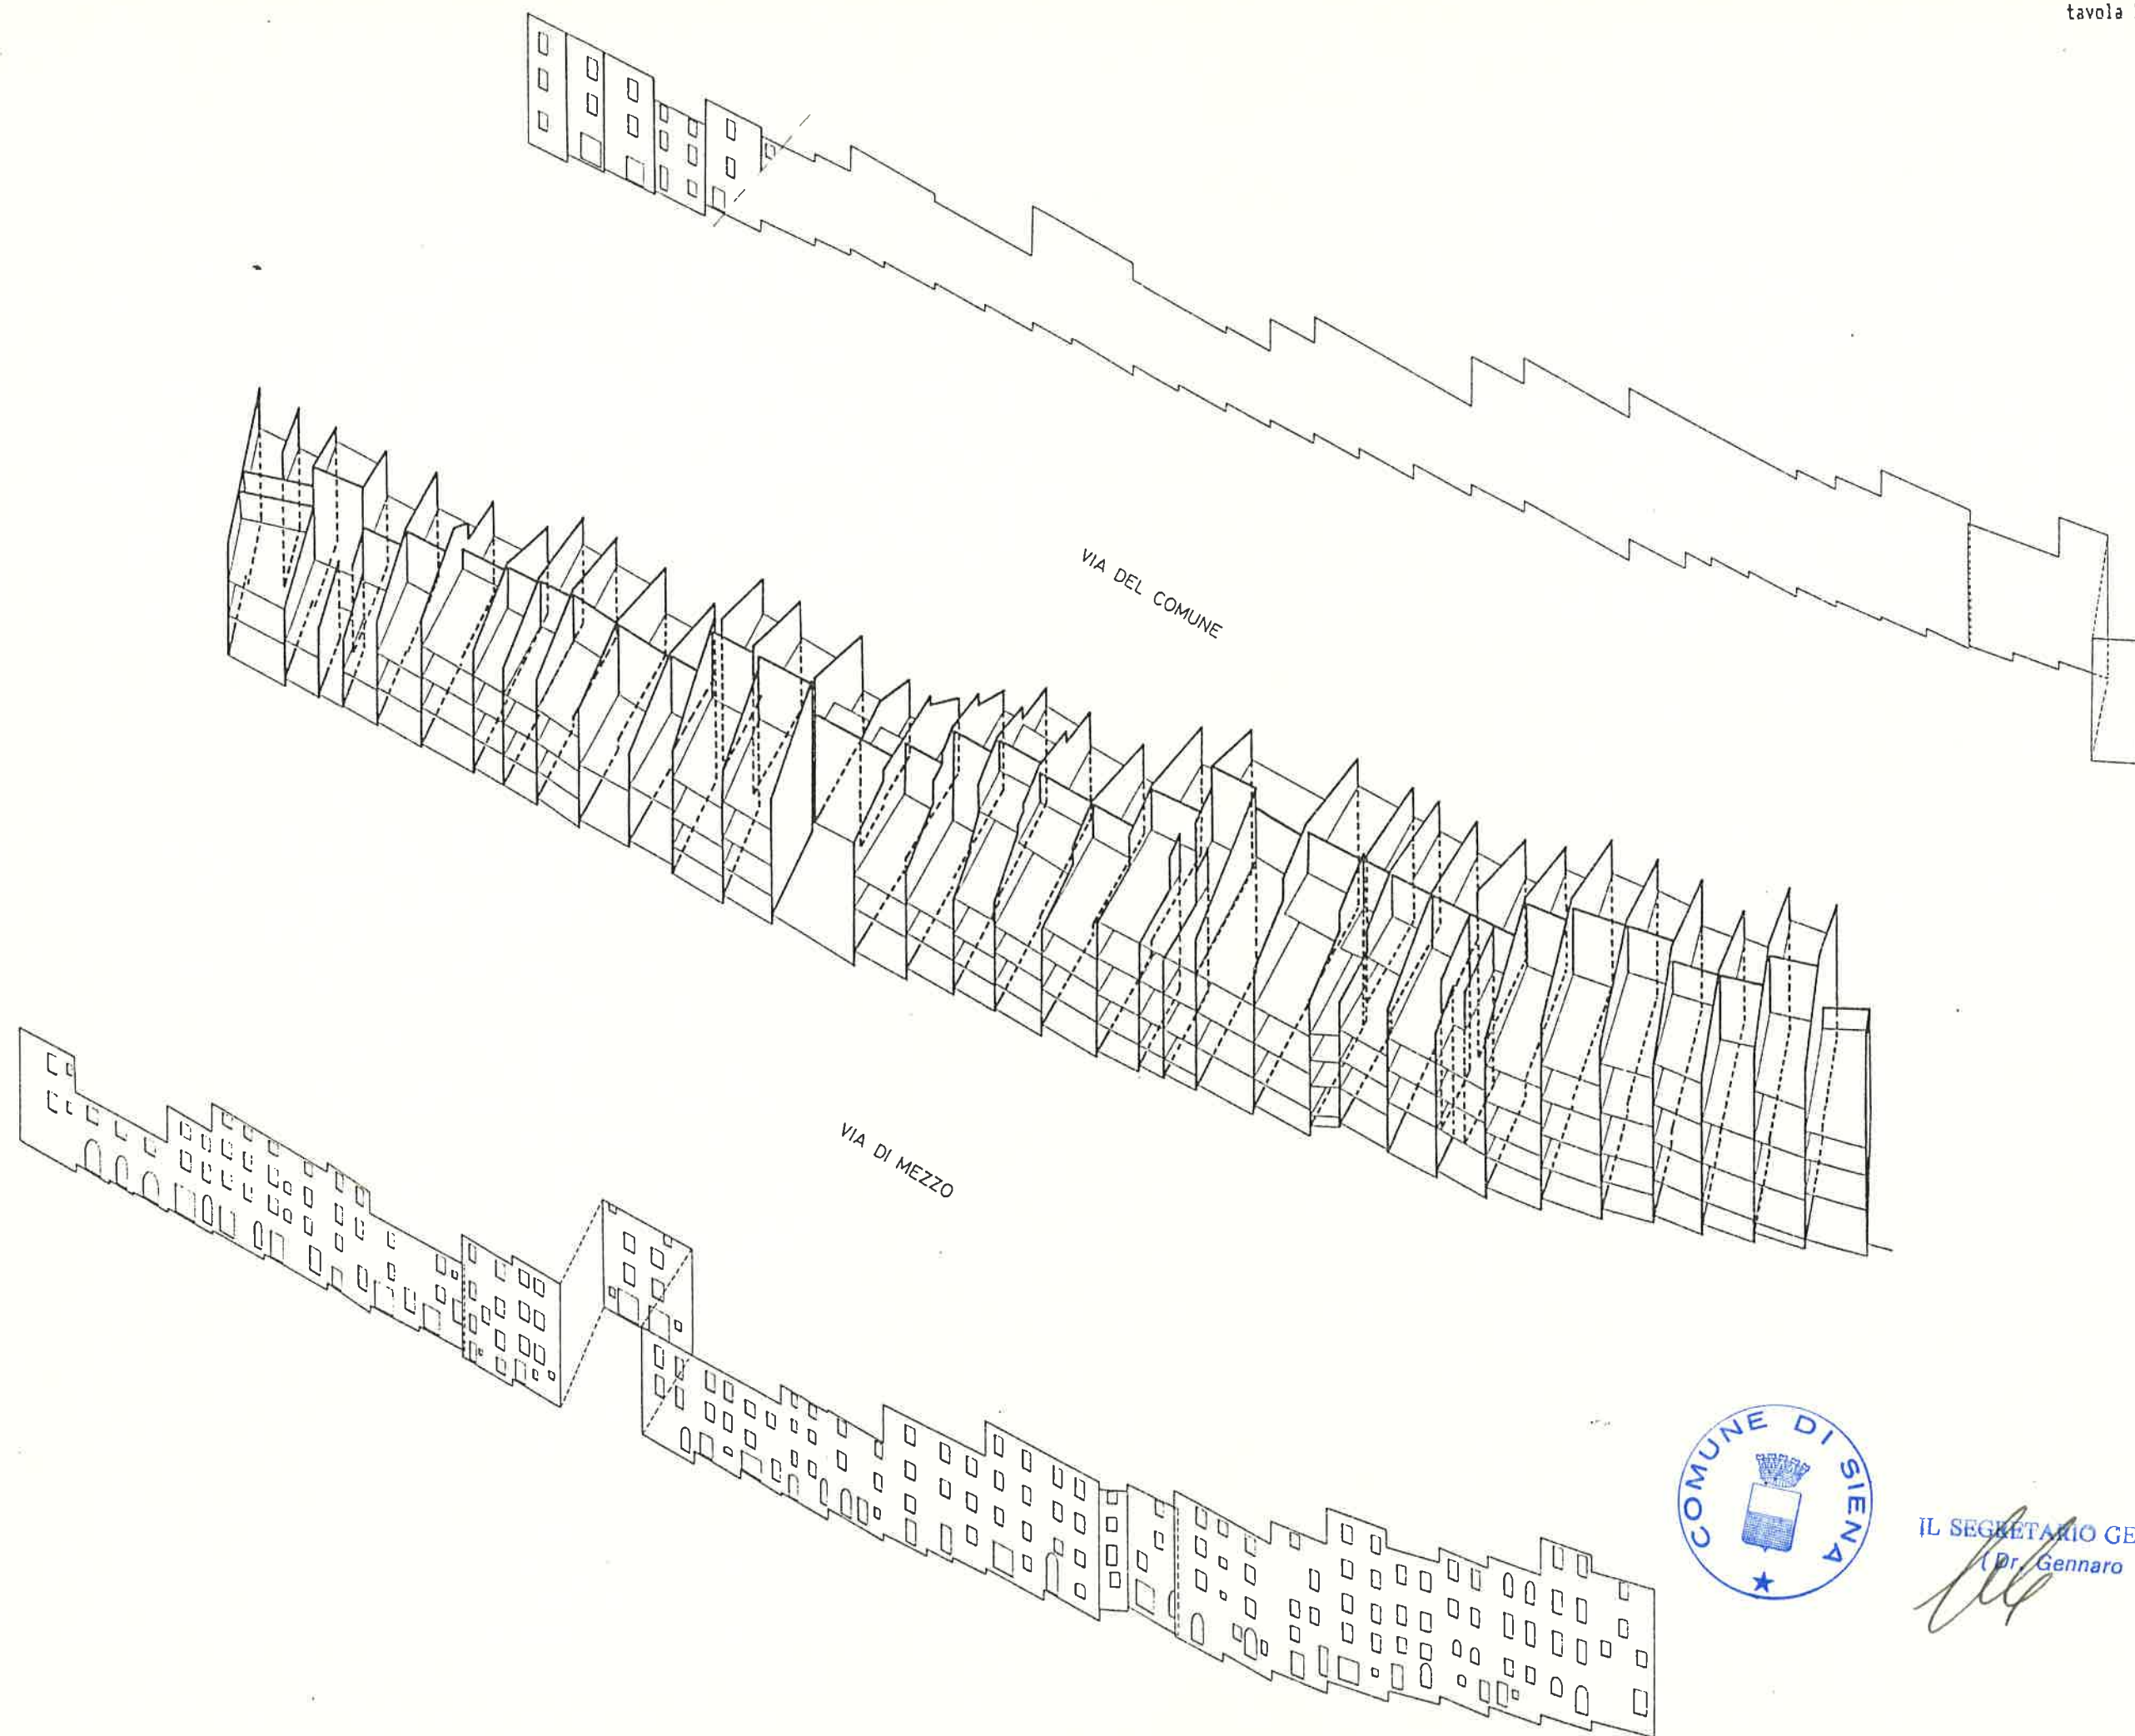 tavola
VIA DEL COMUNE
VIA DI MEZZO
COMUNE DI SIENA
IL SEGRETARIO GE
(Dr. Gennaro